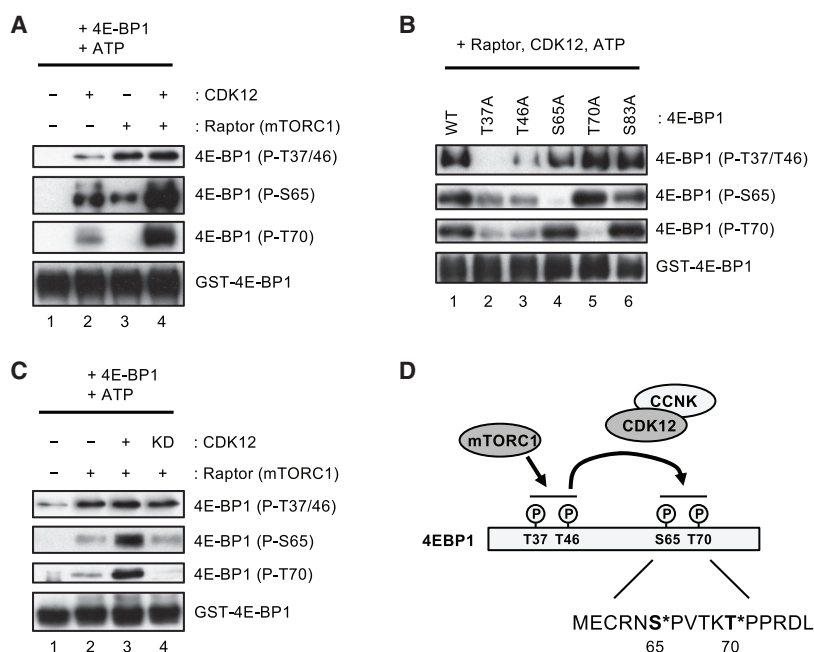 A
+ 4E-BP1
+ ATP
– + – + : CDK12
– – + + : Raptor (mTORC1)
4E-BP1 (P-T37/46)
4E-BP1 (P-S65)
4E-BP1 (P-T70)
GST-4E-BP1
1 2 3 4
B
+ Raptor, CDK12, ATP
WT T37A T46A S65A T70A S83A : 4E-BP1
4E-BP1 (P-T37/T46)
4E-BP1 (P-S65)
4E-BP1 (P-T70)
GST-4E-BP1
1 2 3 4 5 6
C
+ 4E-BP1
+ ATP
– – + KD : CDK12
– + + + : Raptor (mTORC1)
4E-BP1 (P-T37/46)
4E-BP1 (P-S65)
4E-BP1 (P-T70)
GST-4E-BP1
1 2 3 4
D
CCNK
CDK12
mTORC1
P P P P
4EBP1 T37 T46 S65 T70
MECRNS*PVTKT*PPRDL
65 70